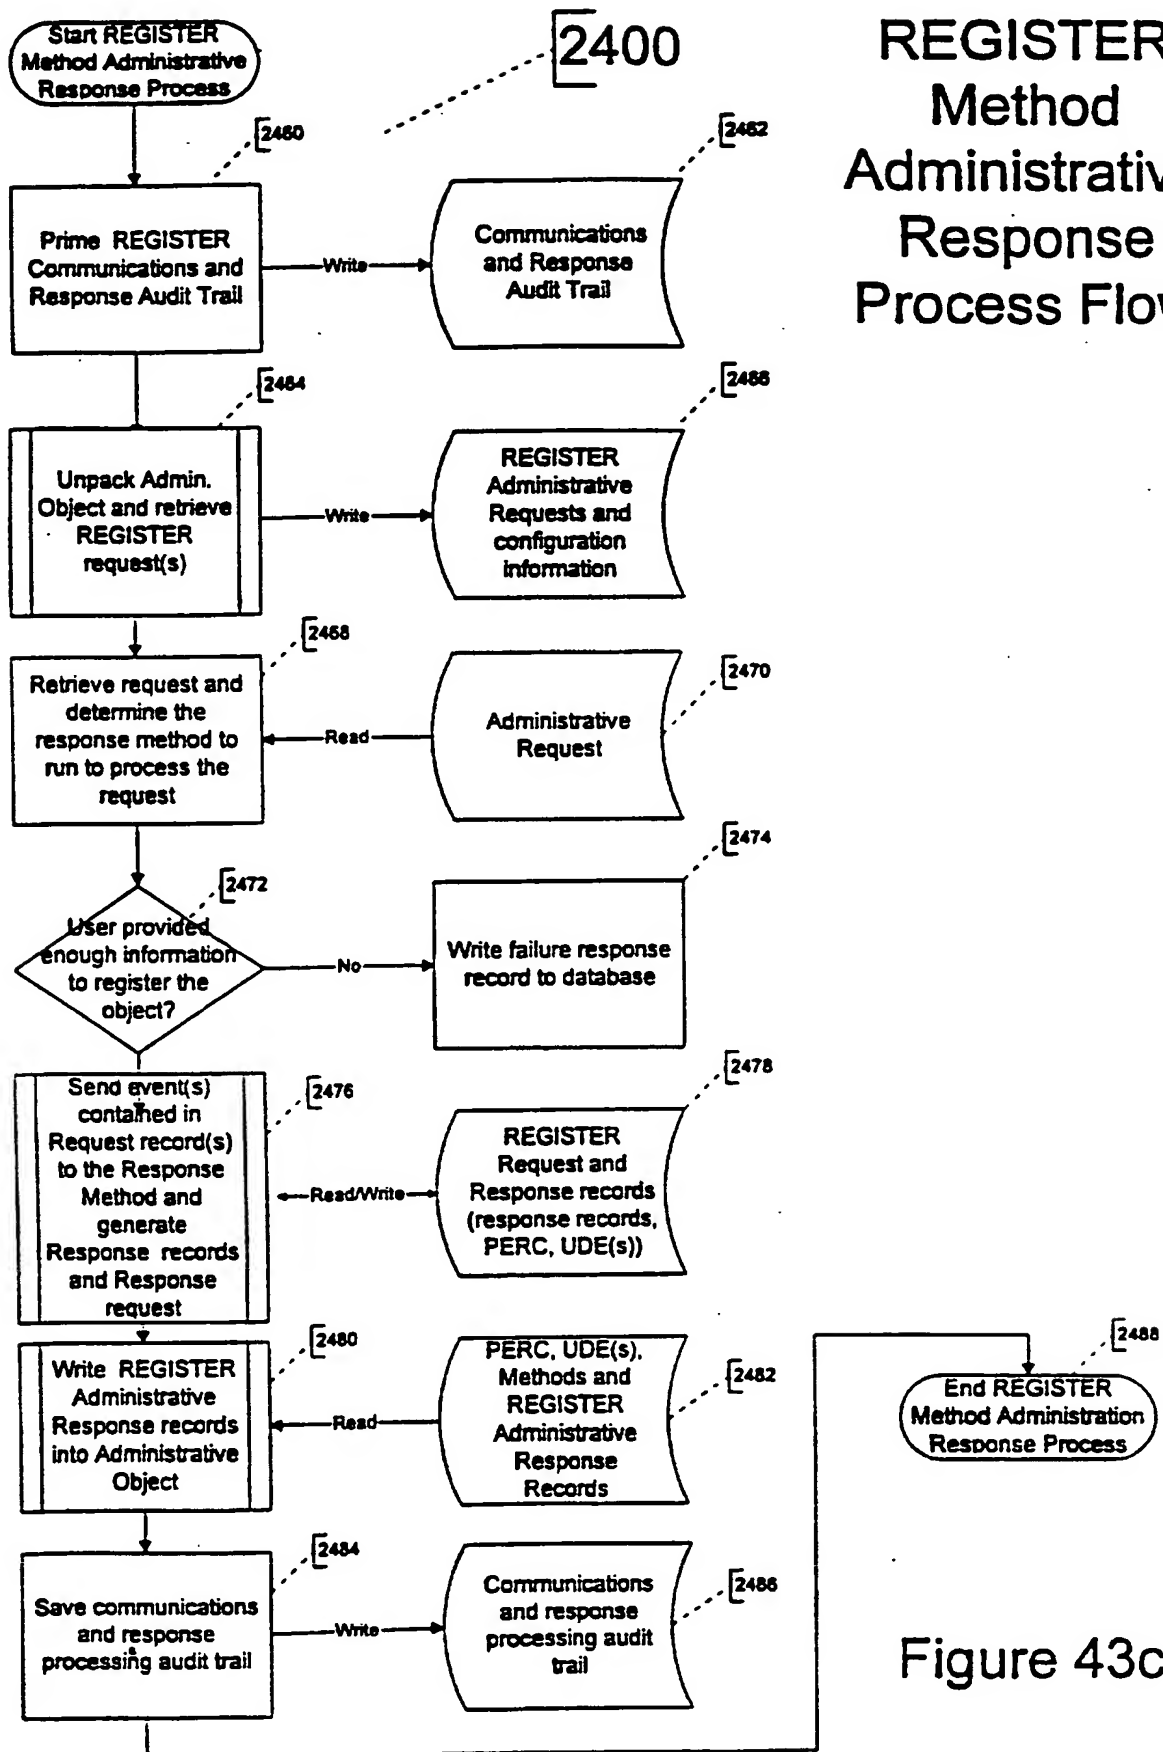 Start REGISTER
Method Administrative
Response Process
2400
REGISTER
Method
Administrative
Response
Process Flow
2460
Prime REGISTER
Communications and
Response Audit Trail
Write
2462
Communications
and Response
Audit Trail
2464
Unpack Admin.
Object and retrieve
REGISTER
request(s)
Write
2466
REGISTER
Administrative
Requests and
configuration
information
2468
Retrieve request and
determine the
response method to
run to process the
request
Read
2470
Administrative
Request
2472
User provided
enough information
to register the
object?
No
2474
Write failure response
record to database
2476
Send event(s)
contained in
Request record(s)
to the Response
Method and
generate
Response records
and Response
request
Read/Write
2478
REGISTER
Request and
Response records
(response records,
PERC, UDE(s))
2480
Write REGISTER
Administrative
Response records
into Administrative
Object
Read
2482
PERC, UDE(s),
Methods and
REGISTER
Administrative
Response
Records
2488
End REGISTER
Method Administration
Response Process
2484
Save communications
and response
processing audit trail
Write
2486
Communications
and response
processing audit
trail
Figure 43c